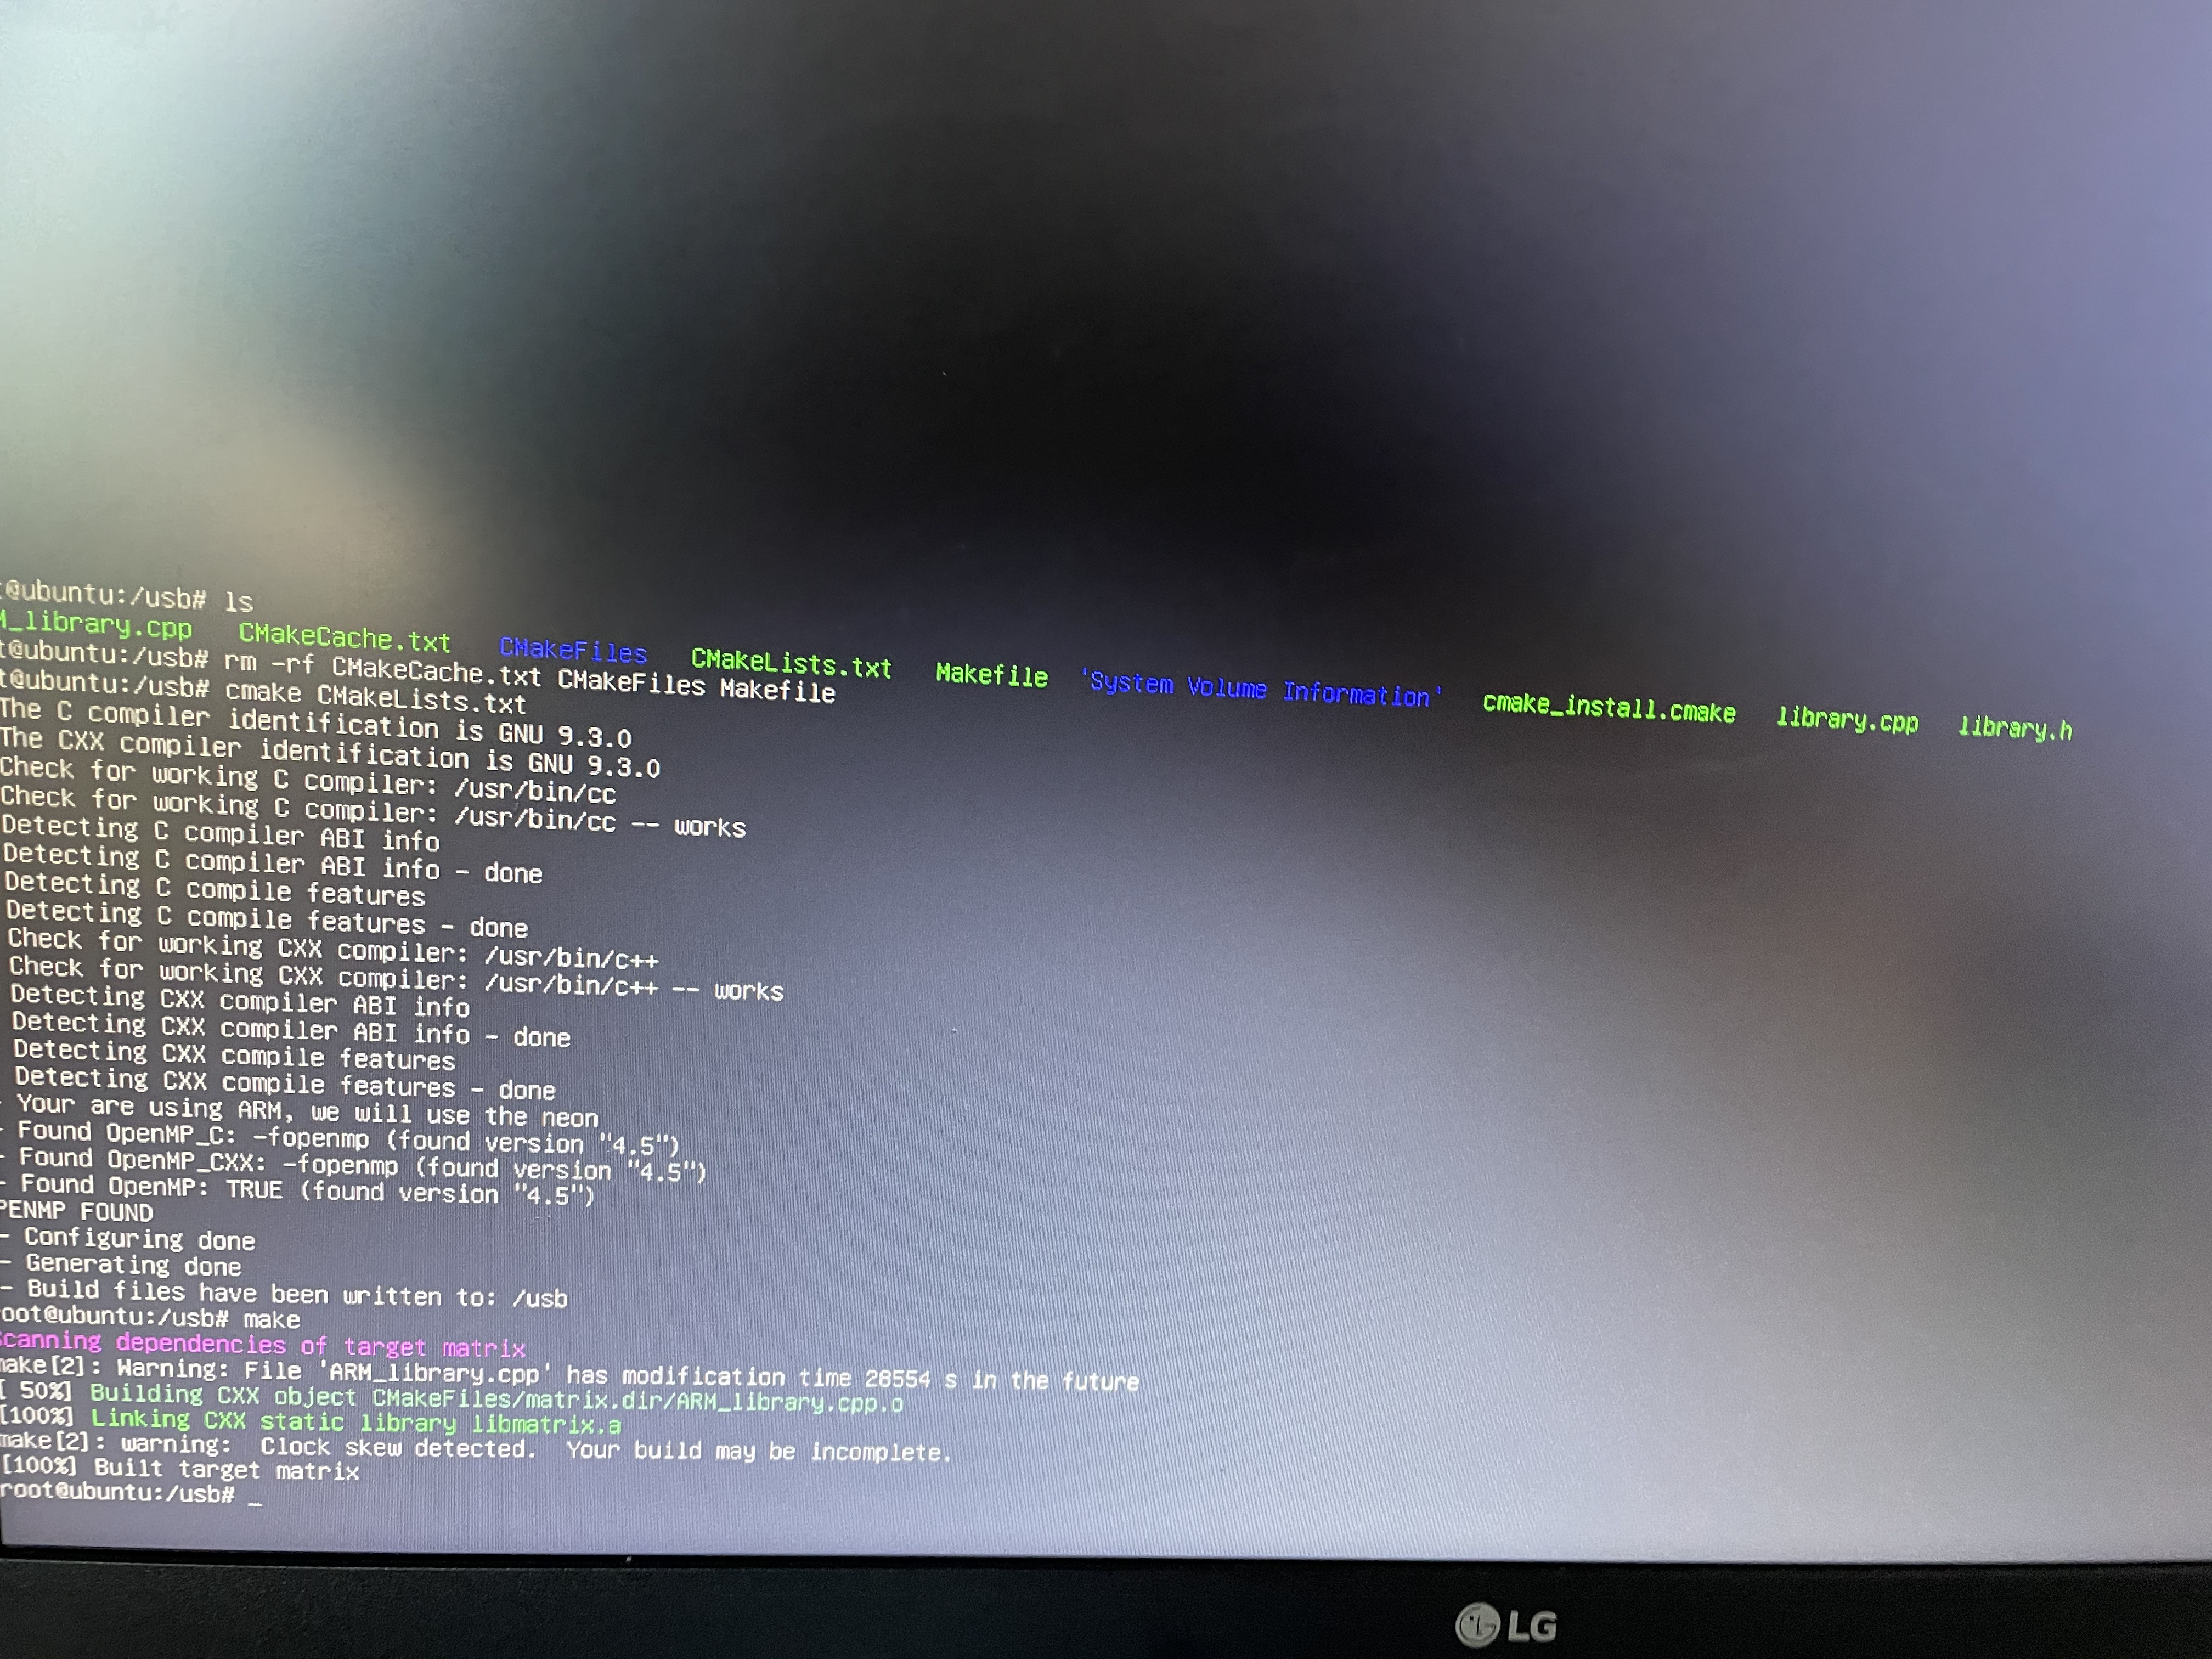 @ubuntu:/usb# ls
M_library.cpp CMakeCache.txt CMakeFiles CMakeLists.txt Makefile 'System Volume Information' cmake_install.cmake library.cpp library.h
t@ubuntu:/usb# rm -rf CMakeCache.txt CMakeFiles Makefile
t@ubuntu:/usb# cmake CMakeLists.txt
The C compiler identification is GNU 9.3.0
The CXX compiler identification is GNU 9.3.0
Check for working C compiler: /usr/bin/cc
Check for working C compiler: /usr/bin/cc -- works
Detecting C compiler ABI info
Detecting C compiler ABI info - done
Detecting C compile features
Detecting C compile features - done
Check for working CXX compiler: /usr/bin/c++
Check for working CXX compiler: /usr/bin/c++ -- works
Detecting CXX compiler ABI info
Detecting CXX compiler ABI info - done
Detecting CXX compile features
Detecting CXX compile features - done
- Your are using ARM, we will use the neon
- Found OpenMP_C: -fopenmp (found version "4.5")
- Found OpenMP_CXX: -fopenmp (found version "4.5")
- Found OpenMP: TRUE (found version "4.5")
PENMP FOUND
- Configuring done
- Generating done
-- Build files have been written to: /usb
oot@ubuntu:/usb# make
Scanning dependencies of target matrix
make[2]: Warning: File 'ARM_library.cpp' has modification time 28554 s in the future
[ 50%] Building CXX object CMakeFiles/matrix.dir/ARM_library.cpp.o
[100%] Linking CXX static library libmatrix.a
make[2]: warning:  Clock skew detected.  Your build may be incomplete.
[100%] Built target matrix
root@ubuntu:/usb# _
LG